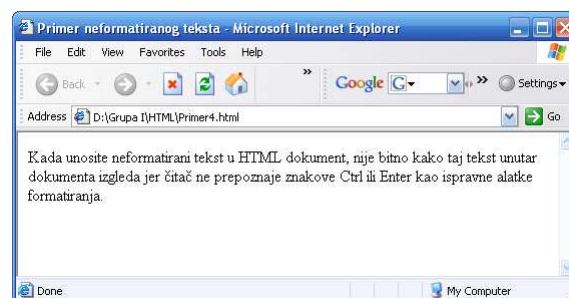 Primer neformatiranog teksta - Microsoft Internet Explorer
File Edit View Favorites Tools Help
Back » Google G » Settings
Address D:\Grupa I\HTML\Primer4.html Go
Kada unosite neformatirani tekst u HTML dokument, nije bitno kako taj tekst unutar
dokumenta izgleda jer čitač ne prepoznaje znakove Ctrl ili Enter kao ispravne alatke
formatiranja.
Done My Computer